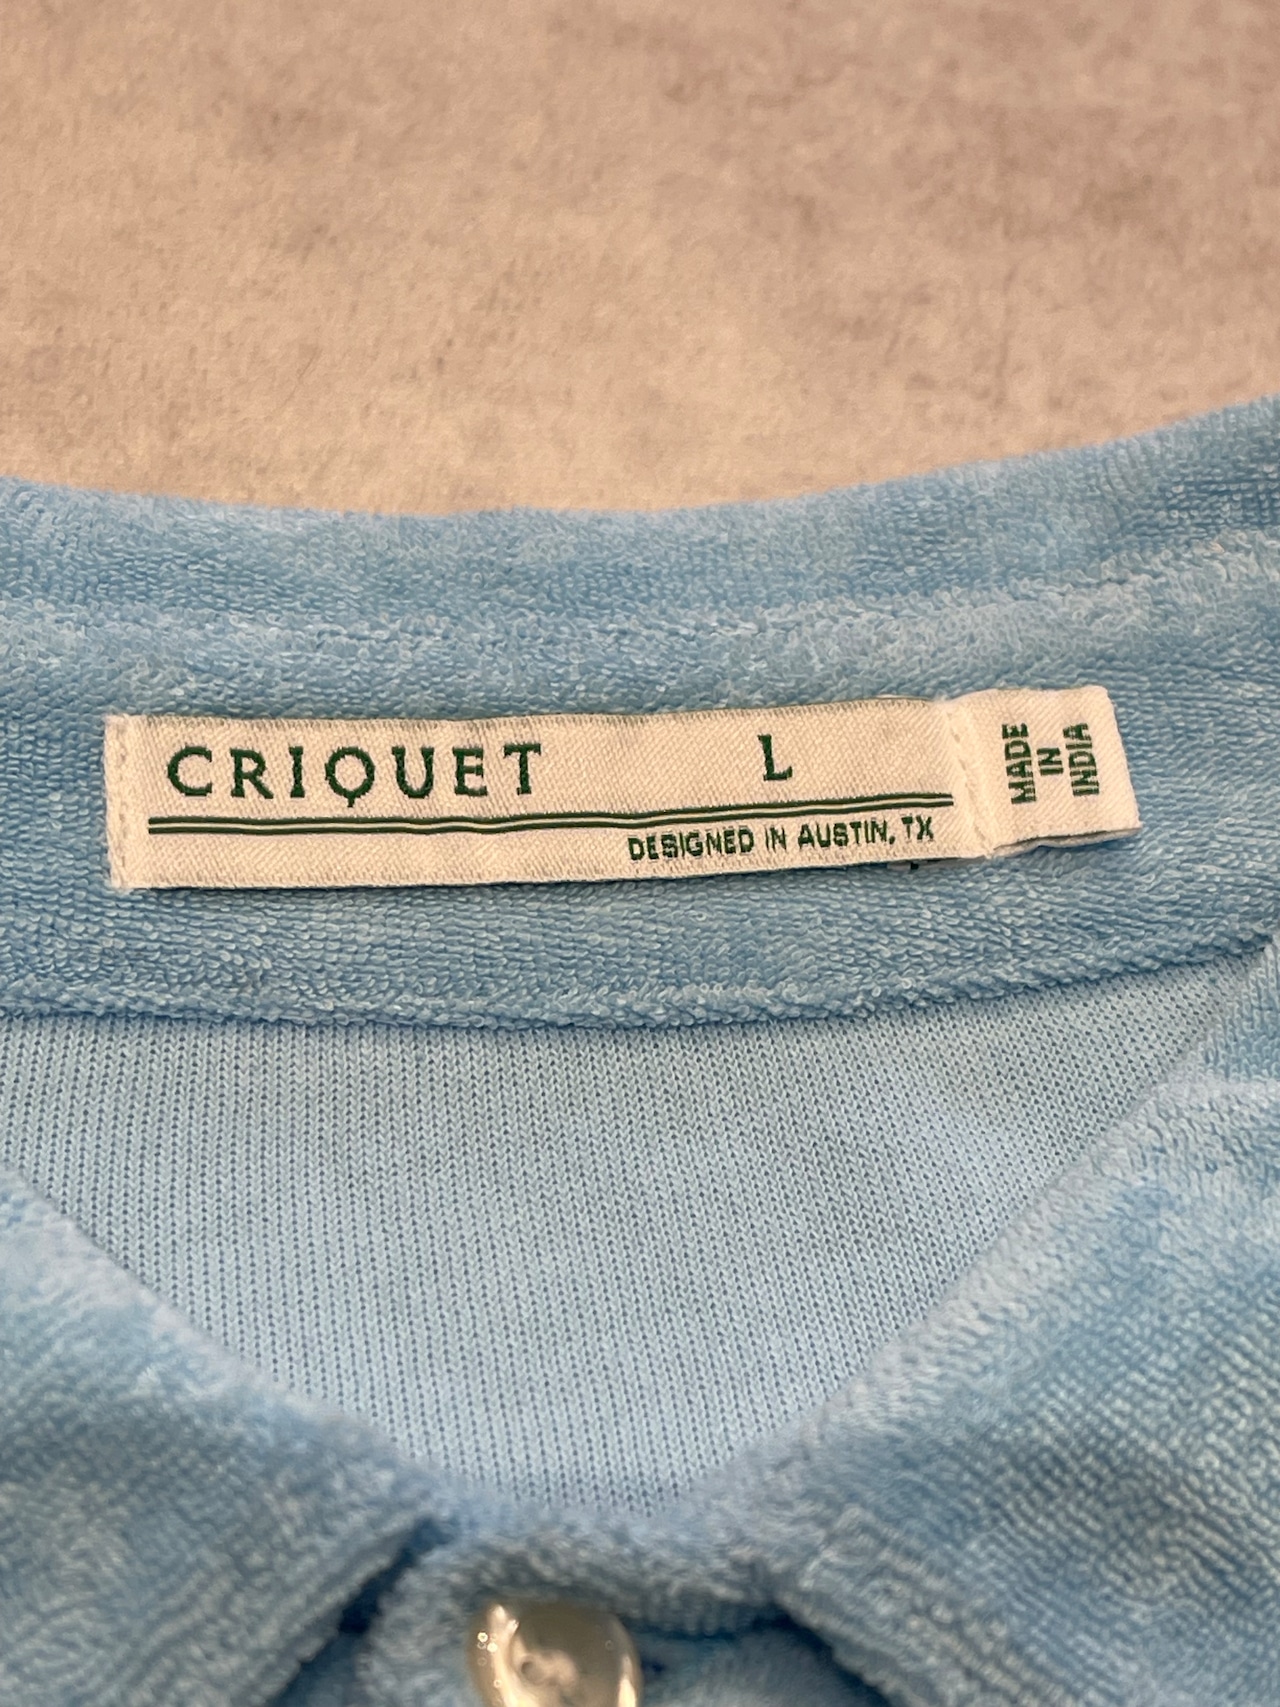 CRIQUET L
DESIGNED IN AUSTIN, TX
MADE
IN
INDIA